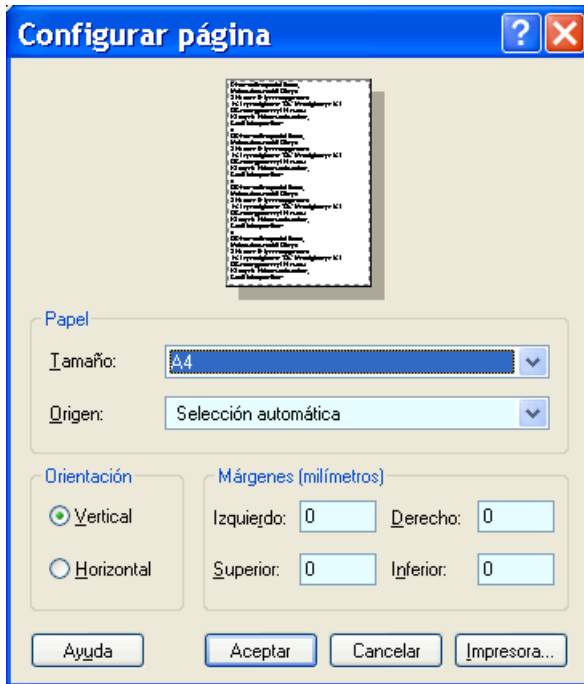 Configurar página
Papel
Tamaño: A4
Origen: Selección automática
Orientación
Vertical
Horizontal
Márgenes (milímetros)
Izquierdo: 0 Derecho: 0
Superior: 0 Inferior: 0
Ayuda Aceptar Cancelar Impresora...